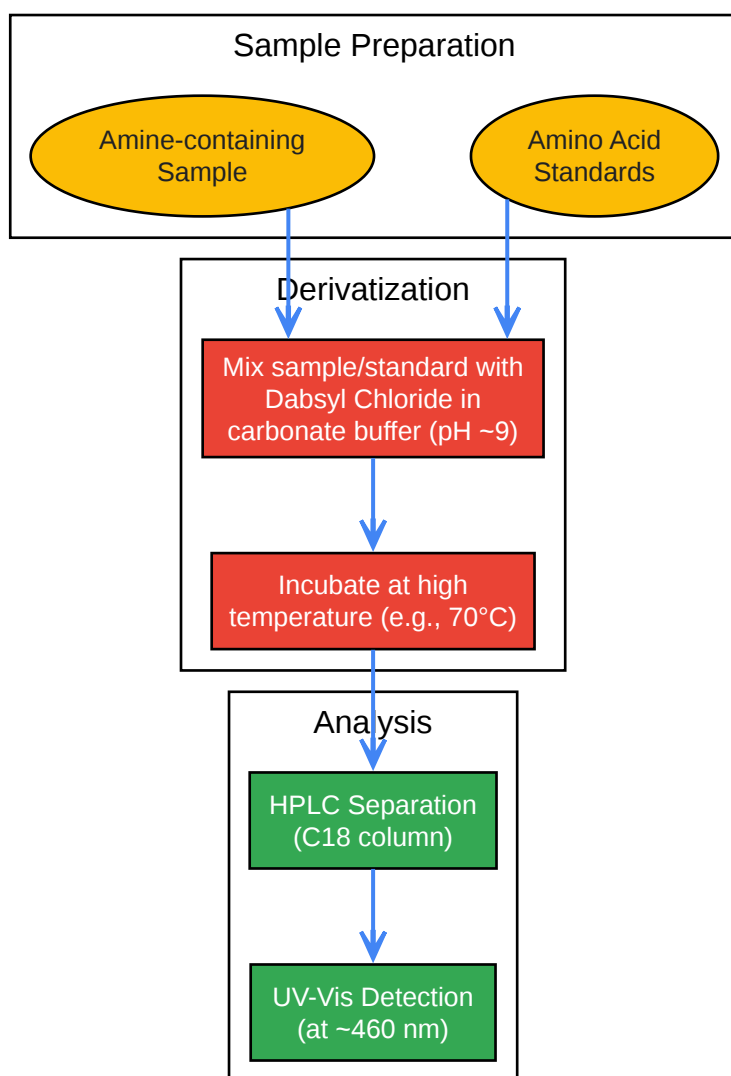 Sample Preparation
Amine-containing
Sample
Amino Acid
Standards
Derivatization
Mix sample/standard with
Dabsyl Chloride in
carbonate buffer (pH ~9)
Incubate at high
temperature (e.g., 70°C)
Analysis
HPLC Separation
(C18 column)
UV-Vis Detection
(at ~460 nm)